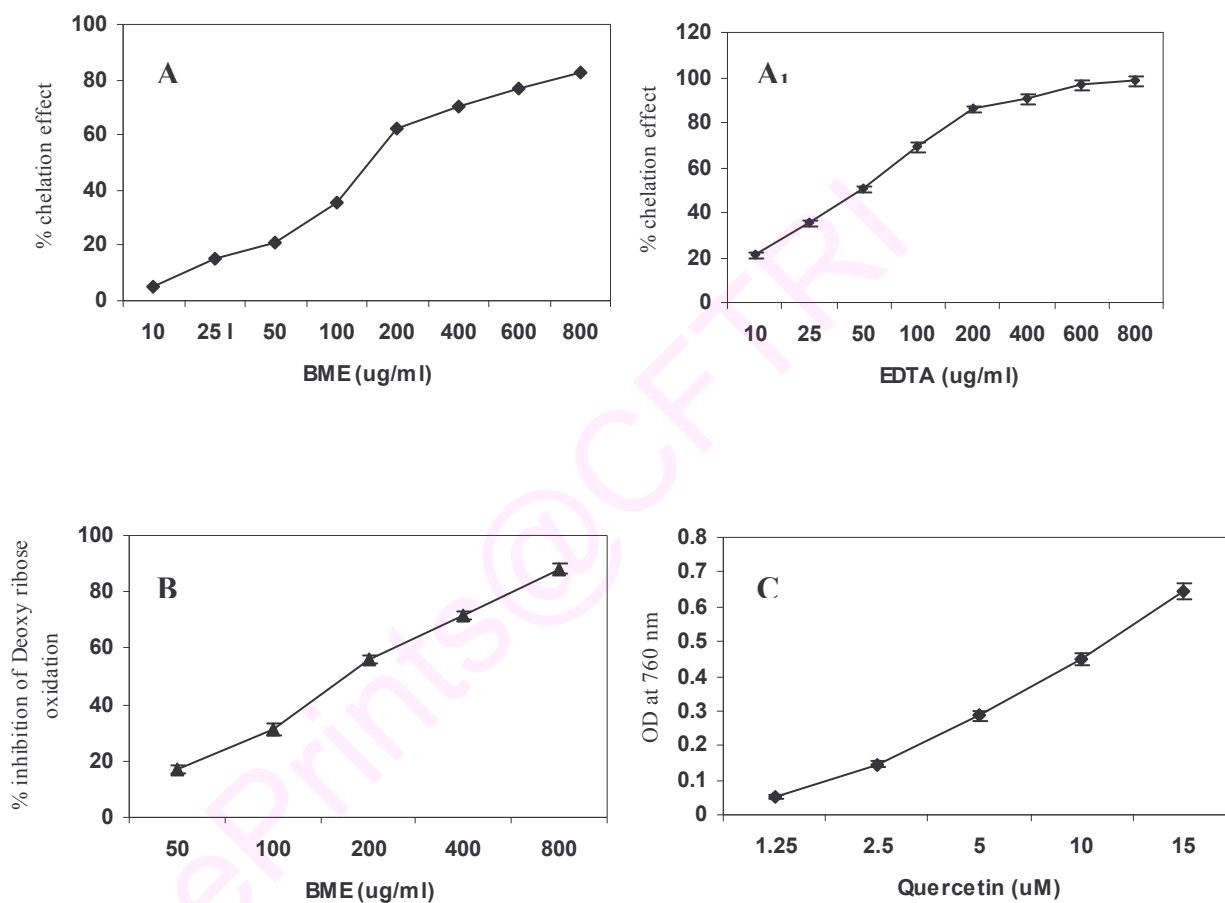 100
80
60
40
20
0
A
% chelation effect
10 25 l 50 100 200 400 600 800
BME (ug/ml)
120
100
80
60
40
20
0
A1
% chelation effect
10 25 50 100 200 400 600 800
EDTA (ug/ml)
100
80
60
40
20
0
B
% inhibition of Deoxy ribose
oxidation
50 100 200 400 800
BME (ug/ml)
0.8
0.7
0.6
0.5
0.4
0.3
0.2
0.1
0
C
OD at 760 nm
1.25 2.5 5 10 15
Quercetin (uM)
ePrints@CFTRI